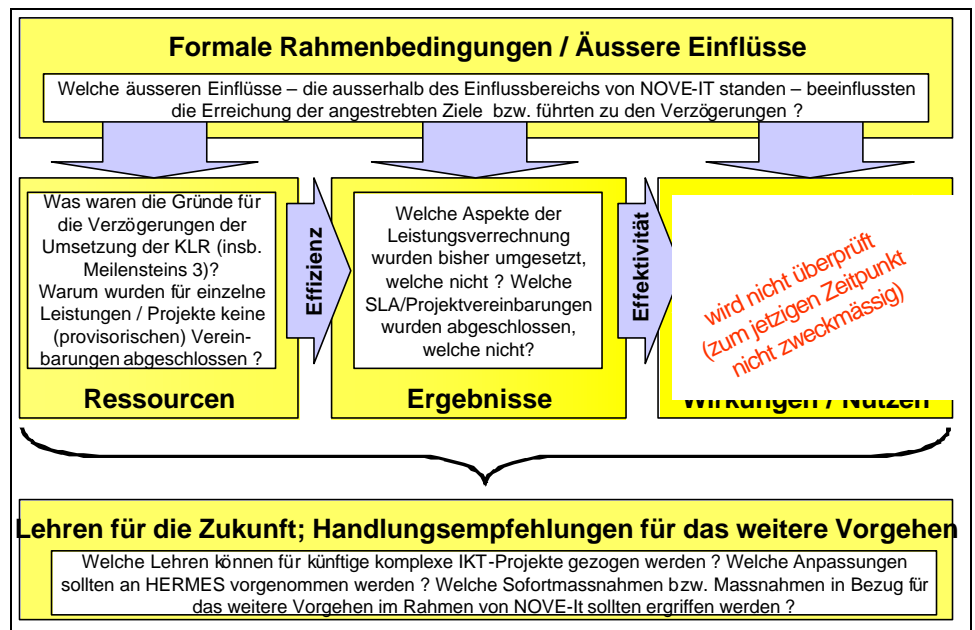 Formale Rahmenbedingungen / Äussere Einflüsse
Welche äusseren Einflüsse – die ausserhalb des Einflussbereichs von NOVE-IT standen – beeinflussten
die Erreichung der angestrebten Ziele bzw. führten zu den Verzögerungen ?
Was waren die Gründe für
die Verzögerungen der
Umsetzung der KLR (insb.
Meilensteins 3)?
Warum wurden für einzelne
Leistungen / Projekte keine
(provisorischen) Verein-
barungen abgeschlossen ?
Ressourcen
Effizienz
Welche Aspekte der
Leistungsverrechnung
wurden bisher umgesetzt,
welche nicht ? Welche
SLA/Projektvereinbarungen
wurden abgeschlossen,
welche nicht?
Ergebnisse
Effektivität
wird nicht überprüft
(zum jetzigen Zeitpunkt
nicht zweckmässig)
Wirkungen / Nutzen
Lehren für die Zukunft; Handlungsempfehlungen für das weitere Vorgehen
Welche Lehren können für künftige komplexe IKT-Projekte gezogen werden ? Welche Anpassungen
sollten an HERMES vorgenommen werden ? Welche Sofortmassnahmen bzw. Massnahmen in Bezug für
das weitere Vorgehen im Rahmen von NOVE-It sollten ergriffen werden ?